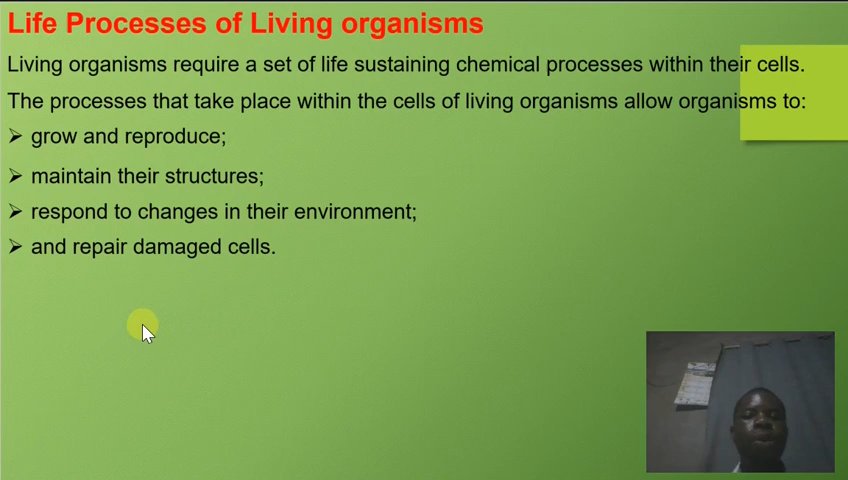 Life Processes of Living organisms
Living organisms require a set of life sustaining chemical processes within their cells.
The processes that take place within the cells of living organisms allow organisms to:
➢ grow and reproduce;
➢ maintain their structures;
➢ respond to changes in their environment;
➢ and repair damaged cells.